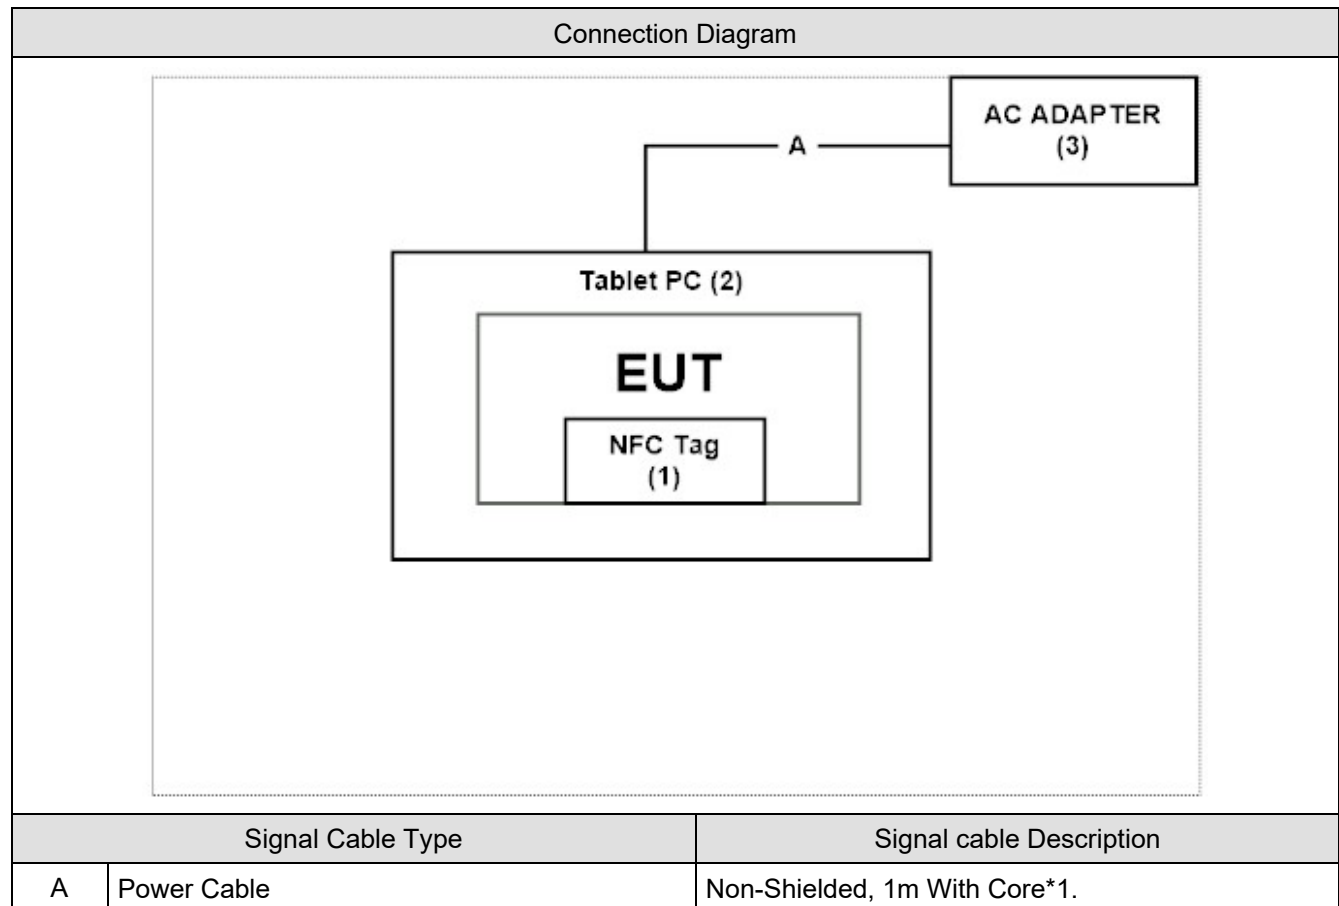 Connection Diagram
AC ADAPTER
(3)
A
Tablet PC (2)
EUT
NFC Tag
(1)
Signal Cable Type Signal cable Description
A Power Cable Non-Shielded, 1m With Core*1.